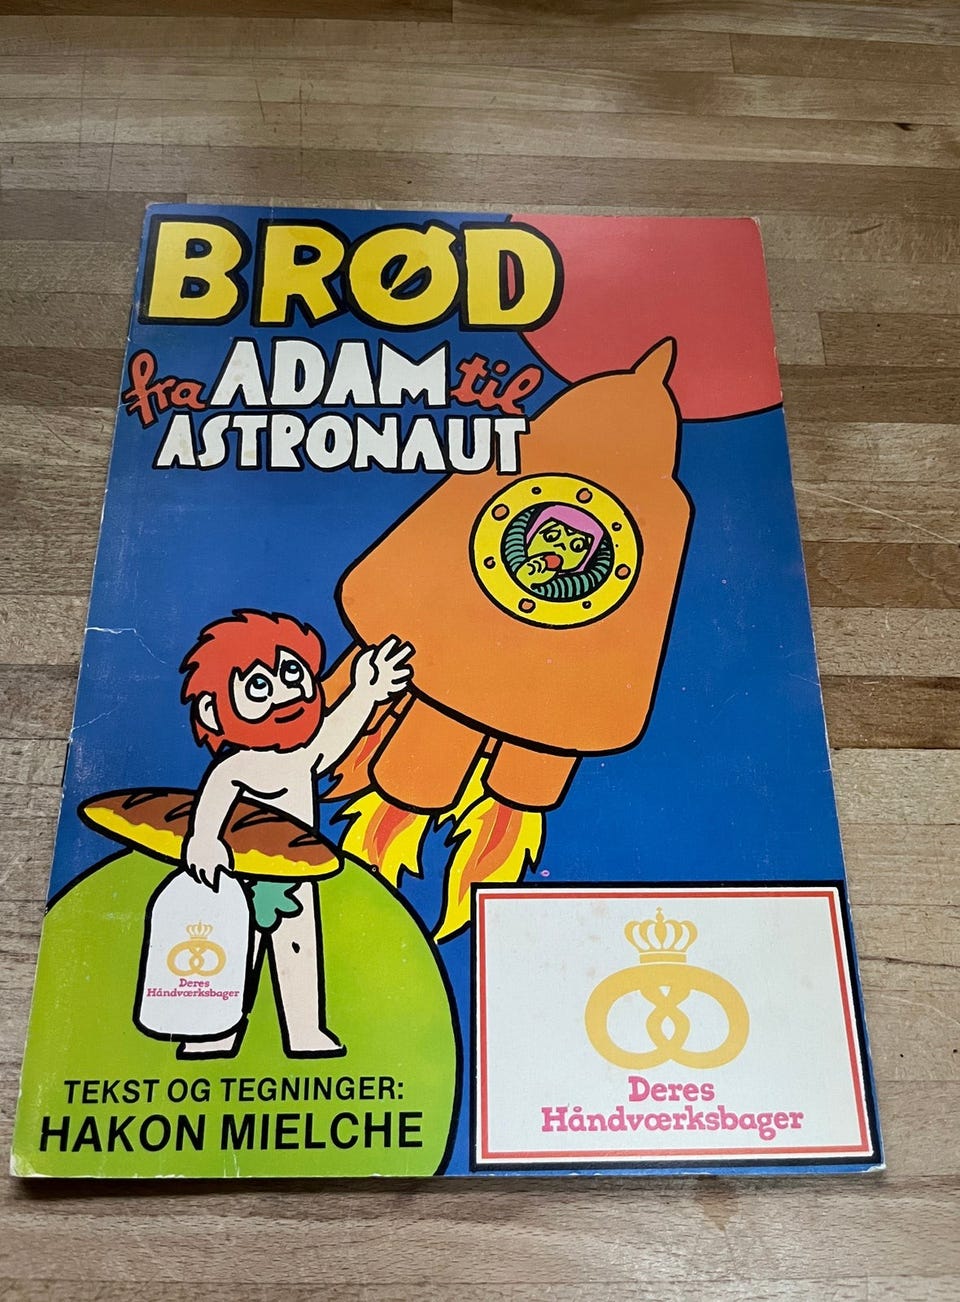 BRØD
fra ADAM til
ASTRONAUT
Deres
Håndværksbager
TEKST OG TEGNINGER:
HAKON MIELCHE
Deres
Håndværksbager